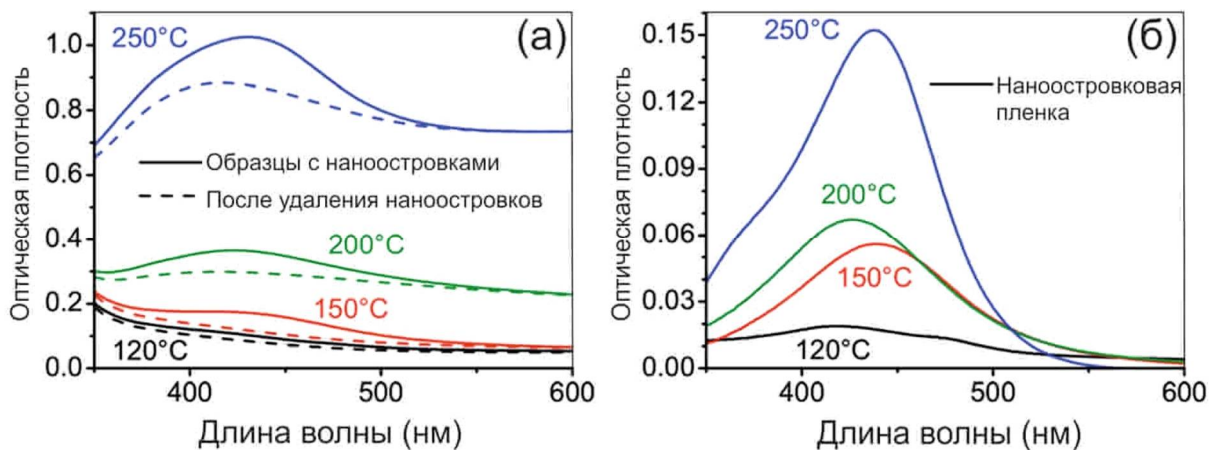 (а)
250°C
1.0
0.8
0.6
0.4
0.2
0.0
Оптическая плотность
Образцы с наноостровками
После удаления наноостровков
200°C
150°C
120°C
400
500
600
Длина волны (нм)
(б)
250°C
0.15
0.12
0.09
0.06
0.03
0.00
Оптическая плотность
Наноостровковая
пленка
200°C
150°C
120°C
400
500
600
Длина волны (нм)